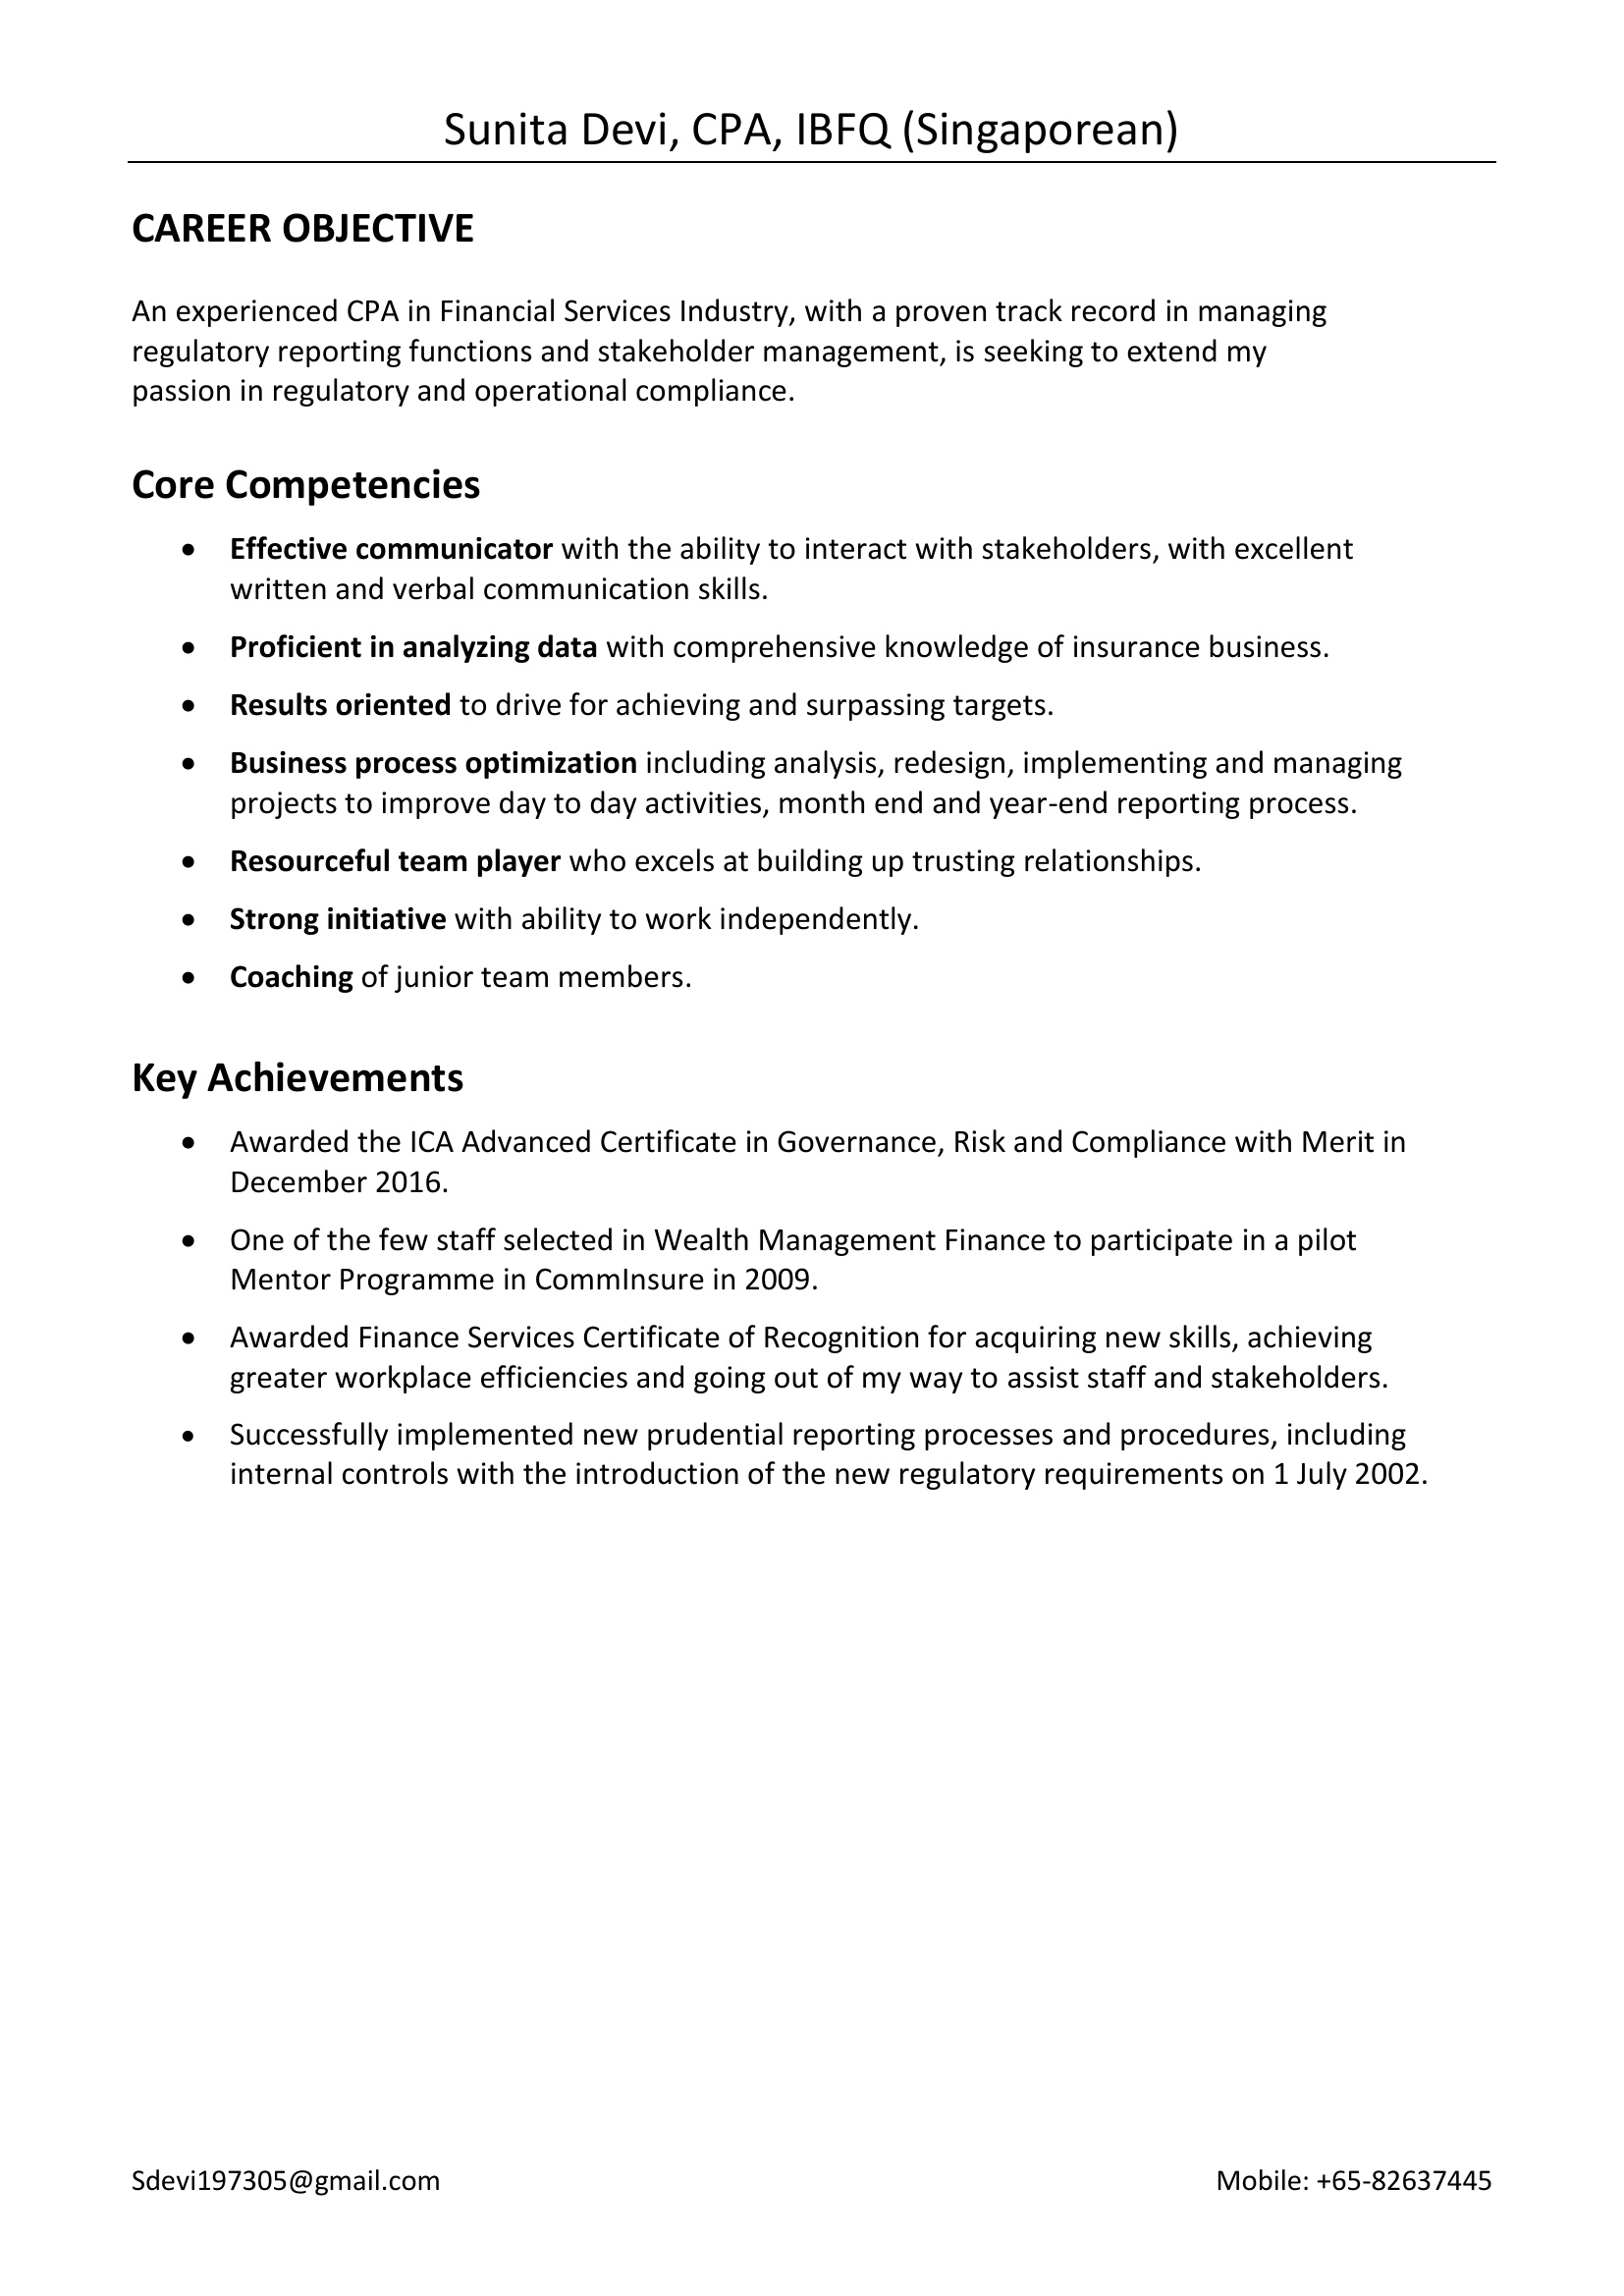 Sunita Devi, CPA, IBFQ (Singaporean)
CAREER OBJECTIVE
An experienced CPA in Financial Services Industry, with a proven track record in managing
regulatory reporting functions and stakeholder management, is seeking to extend my
passion in regulatory and operational compliance.
Core Competencies
• Effective communicator with the ability to interact with stakeholders, with excellent
written and verbal communication skills.
• Proficient in analyzing data with comprehensive knowledge of insurance business.
• Results oriented to drive for achieving and surpassing targets.
• Business process optimization including analysis, redesign, implementing and managing
projects to improve day to day activities, month end and year-end reporting process.
• Resourceful team player who excels at building up trusting relationships.
• Strong initiative with ability to work independently.
• Coaching of junior team members.
Key Achievements
• Awarded the ICA Advanced Certificate in Governance, Risk and Compliance with Merit in
December 2016.
• One of the few staff selected in Wealth Management Finance to participate in a pilot
Mentor Programme in CommInsure in 2009.
• Awarded Finance Services Certificate of Recognition for acquiring new skills, achieving
greater workplace efficiencies and going out of my way to assist staff and stakeholders.
• Successfully implemented new prudential reporting processes and procedures, including
internal controls with the introduction of the new regulatory requirements on 1 July 2002.
Sdevi197305@gmail.com Mobile: +65-82637445